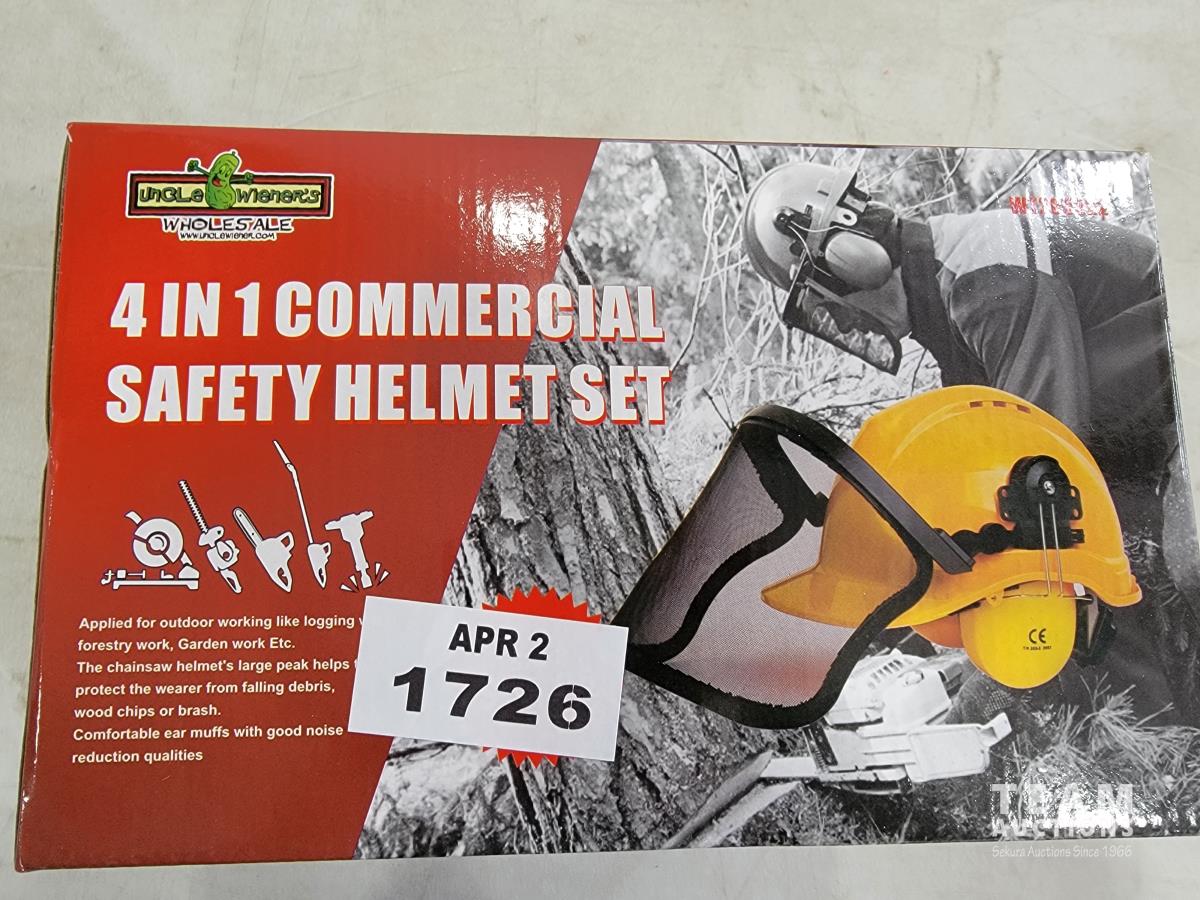 UNCLE WIENER'S
WHOLESALE
WWW.UNCLEWIENER.COM
4 IN 1 COMMERCIAL
SAFETY HELMET SET
Applied for outdoor working like logging
forestry work, Garden work Etc.
The chainsaw helmet's large peak helps
protect the wearer from falling debris,
wood chips or brash.
Comfortable ear muffs with good noise
reduction qualities
APR 2
1726
CE
TEAM
AUCTIONS
Sekura Auctions Since 1966